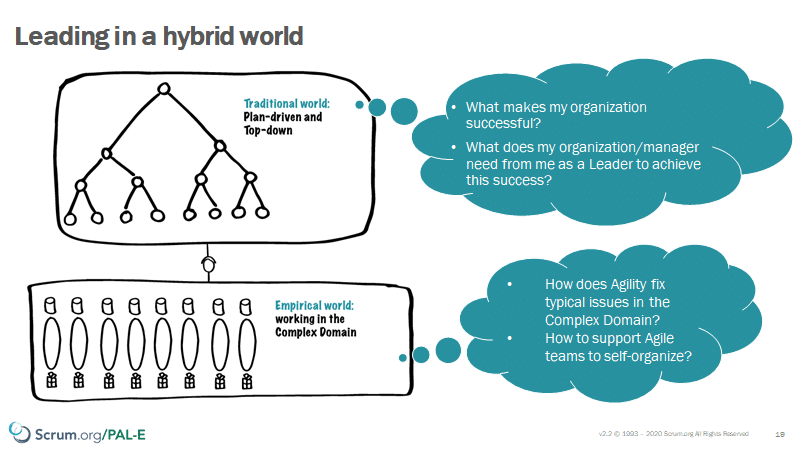 Leading in a hybrid world
Traditional world:
Plan-driven and
Top-down
• What makes my organization
successful?
• What does my organization/manager
need from me as a Leader to achieve
this success?
Empirical world:
working in the
Complex Domain
• How does Agility fix
typical issues in the
Complex Domain?
• How to support Agile
teams to self-organize?
Scrum.org/PAL-E
v2.2 © 1993 – 2020 Scrum.org All Rights Reserved
18